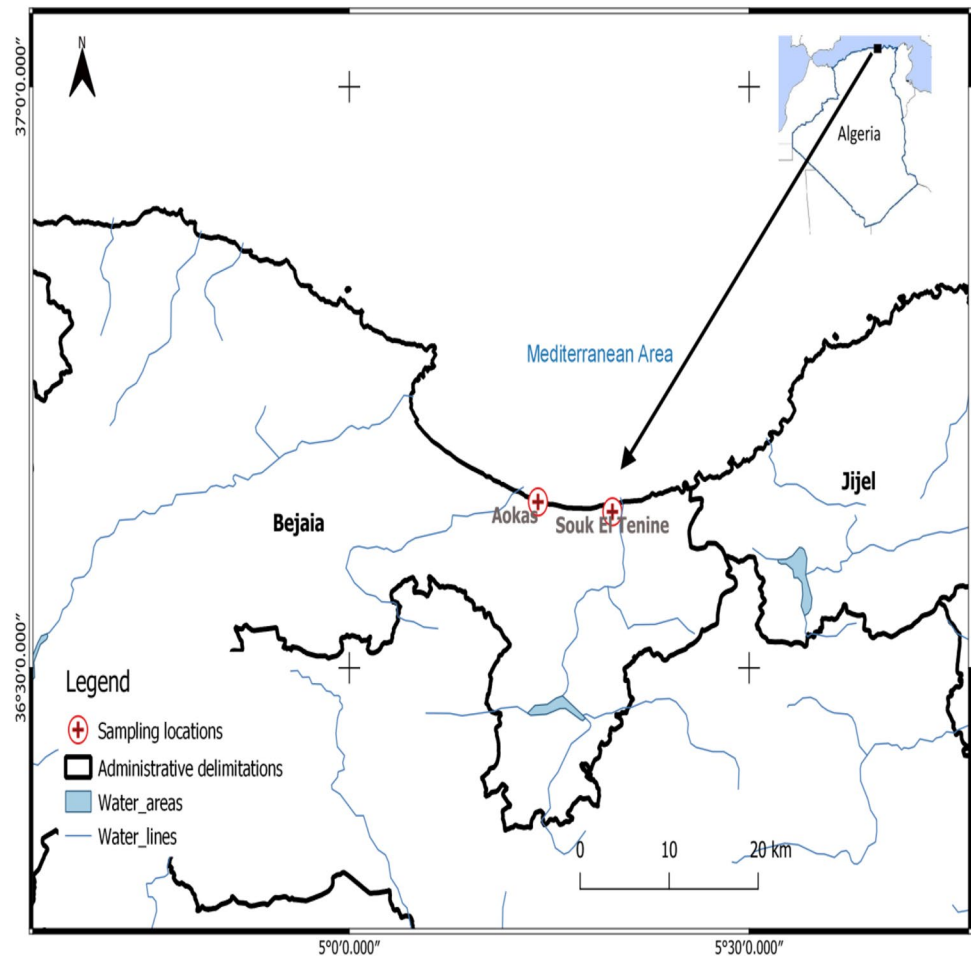 N
37°0'0.000"
Algeria
Mediterranean Area
Jijel
Aokas
Souk El Tenine
Bejaia
36°30'0.000"
Legend
Sampling locations
Administrative delimitations
Water_areas
Water_lines
0 10 20 km
5°0'0.000" 5°30'0.000"